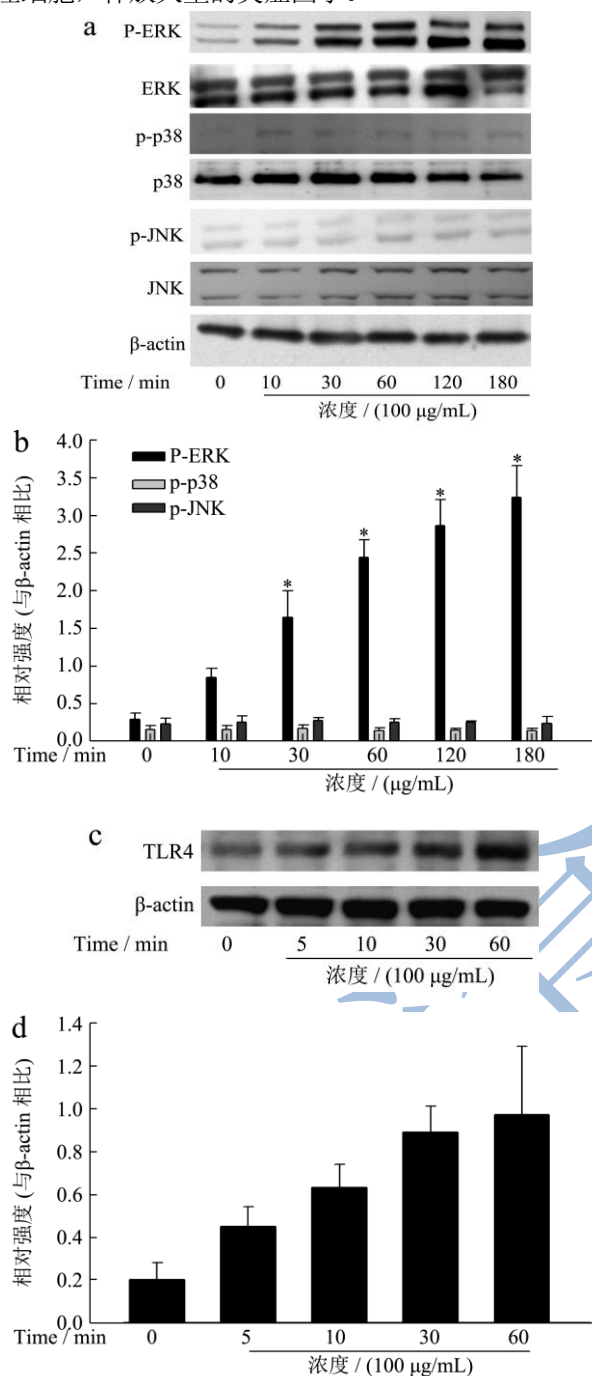 a
P-ERK
ERK
p-p38
p38
p-JNK
JNK
β-actin
Time / min 0 10 30 60 120 180
浓度 / (100 μg/mL)
b
4.0
3.5
3.0
2.5
2.0
1.5
1.0
0.5
0.0
相对强度 (与β-actin 相比)
P-ERK
p-p38
p-JNK
* * * *
Time / min 0 10 30 60 120 180
浓度 / (μg/mL)
c
TLR4
β-actin
Time / min 0 5 10 30 60
浓度 / (100 μg/mL)
d
1.4
1.2
1.0
0.8
0.6
0.4
0.2
0.0
相对强度 (与β-actin 相比)
Time / min 0 5 10 30 60
浓度 / (100 μg/mL)